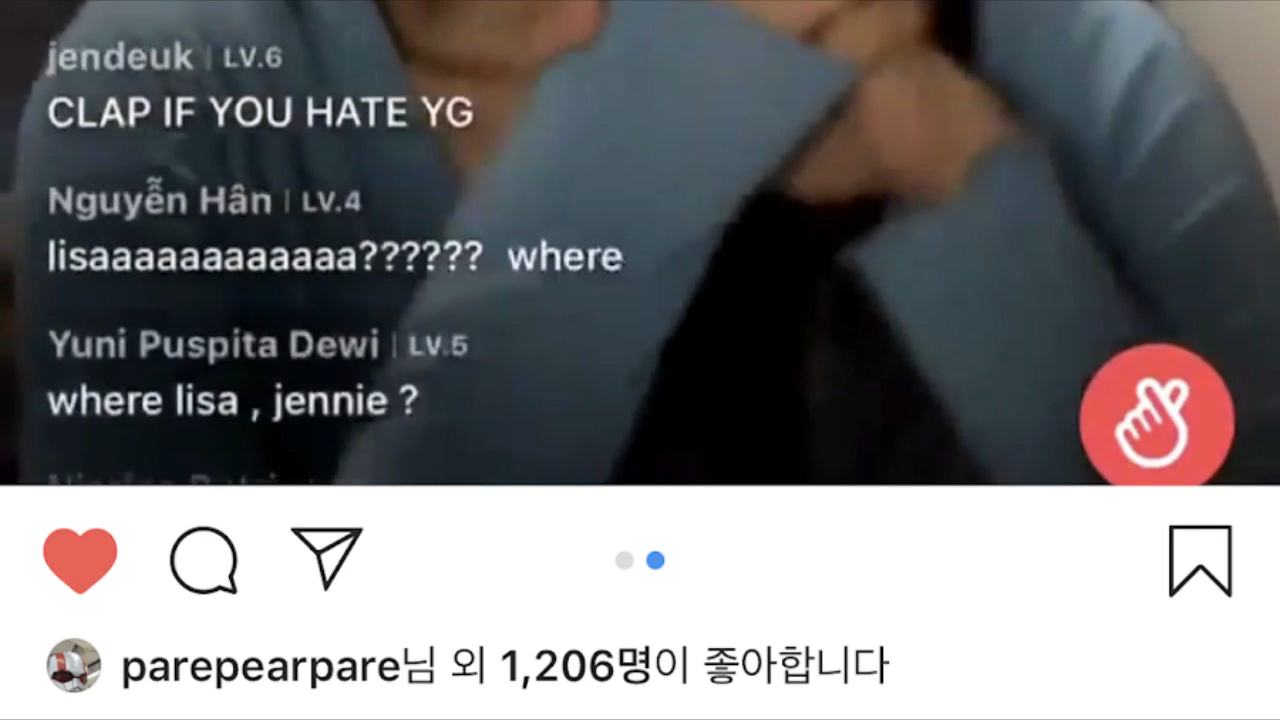 jendeuk | LV.6
CLAP IF YOU HATE YG
Nguyễn Hân | LV.4
lisaaaaaaaaaaaaa?????? where
Yuni Puspita Dewi | LV.5
where lisa , jennie ?
parepearpare님 외 1,206명이 좋아합니다